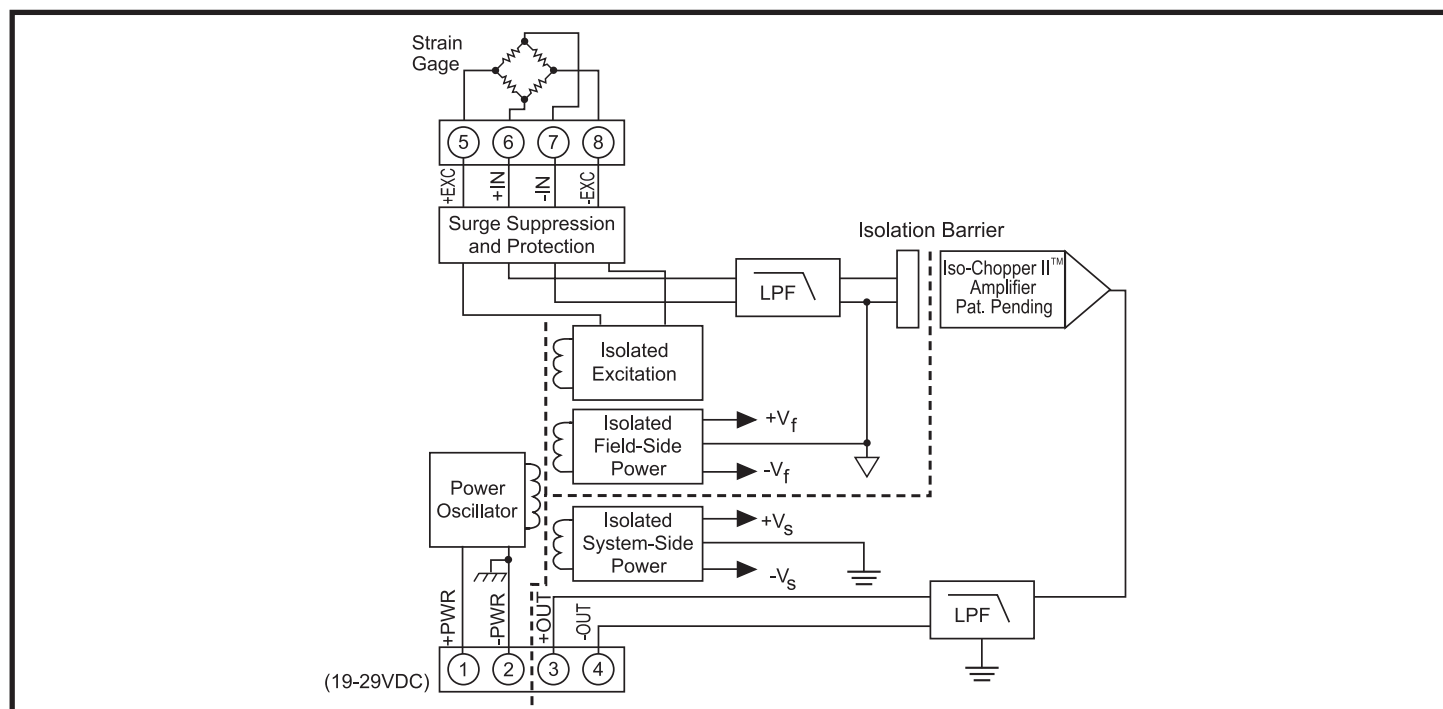 Strain
Gage
5
6
7
8
+EXC
+IN
-IN
-EXC
Surge Suppression
and Protection
Isolation Barrier
LPF
Iso-Chopper II™
Amplifier
Pat. Pending
Isolated
Excitation
Isolated
Field-Side
Power
+Vf
-Vf
Power
Oscillator
Isolated
System-Side
Power
+Vs
-Vs
+PWR
-PWR
+OUT
-OUT
LPF
1
2
3
4
(19-29VDC)